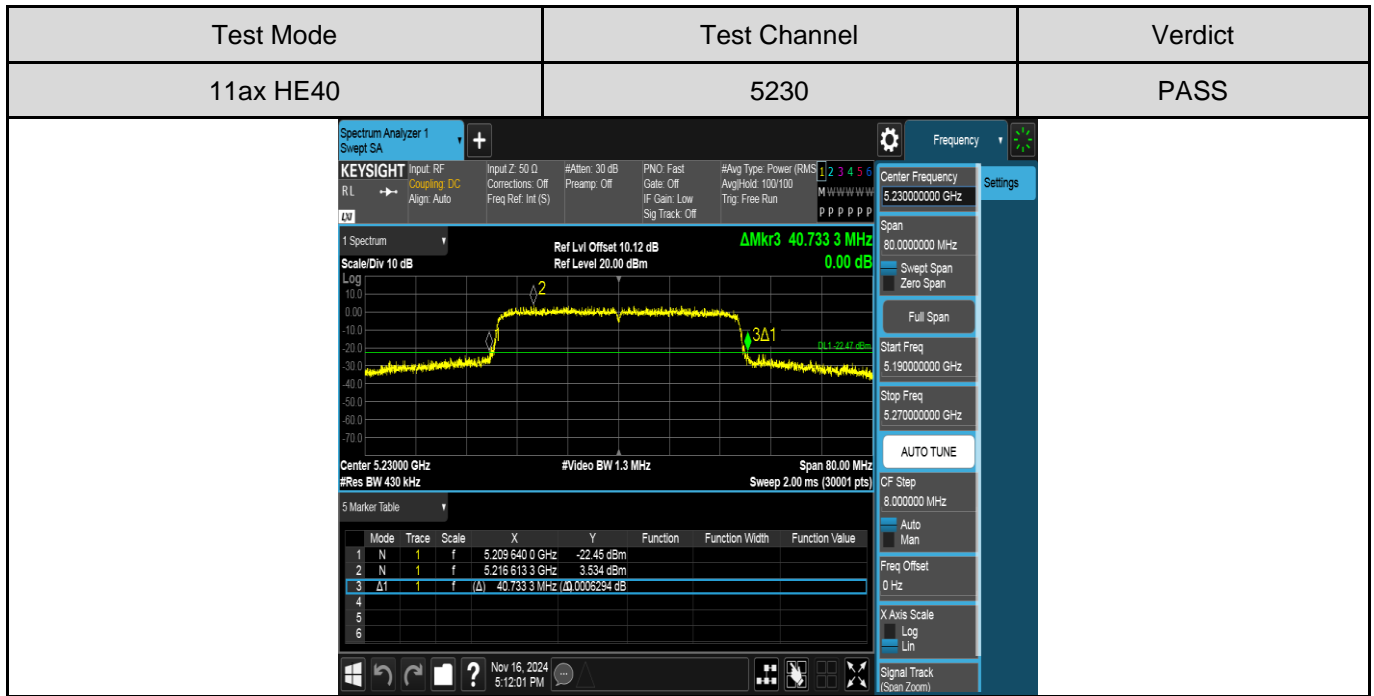 Test Mode Test Channel Verdict
11ax HE40 5230 PASS
Spectrum Analyzer 1
Swept SA
+
Frequency
KEYSIGHT Input: RF Input Z: 50 Ω #Atten: 30 dB PNO: Fast #Avg Type: Power (RMS 1 2 3 4 5 6
RL Coupling: DC Corrections: Off Preamp: Off Gate: Off Avg|Hold: 100/100 M W W W W W
Align: Auto Freq Ref: Int (S) IF Gain: Low Trig: Free Run
LXI Sig Track: Off P P P P P P
1 Spectrum
Ref Lvl Offset 10.12 dB ΔMkr3 40.733 3 MHz
Scale/Div 10 dB Ref Level 20.00 dBm 0.00 dB
Log
10.0
2
0.00
-10.0
3Δ1
-20.0
DL1 -22.47 dBm
-30.0
-40.0
-50.0
-60.0
-70.0
Center 5.23000 GHz #Video BW 1.3 MHz Span 80.00 MHz
#Res BW 430 kHz Sweep 2.00 ms (30001 pts)
5 Marker Table
Mode Trace Scale X Y Function Function Width Function Value
1 N 1 f 5.209 640 0 GHz -22.45 dBm
2 N 1 f 5.216 613 3 GHz 3.534 dBm
3 Δ1 1 f (Δ) 40.733 3 MHz (Δ) 0.0006294 dB
4
5
6
Nov 16, 2024
5:12:01 PM
?
Settings
Center Frequency
5.230000000 GHz
Span
80.0000000 MHz
Swept Span
Zero Span
Full Span
Start Freq
5.190000000 GHz
Stop Freq
5.270000000 GHz
AUTO TUNE
CF Step
8.000000 MHz
Auto
Man
Freq Offset
0 Hz
X Axis Scale
Log
Lin
Signal Track
(Span Zoom)